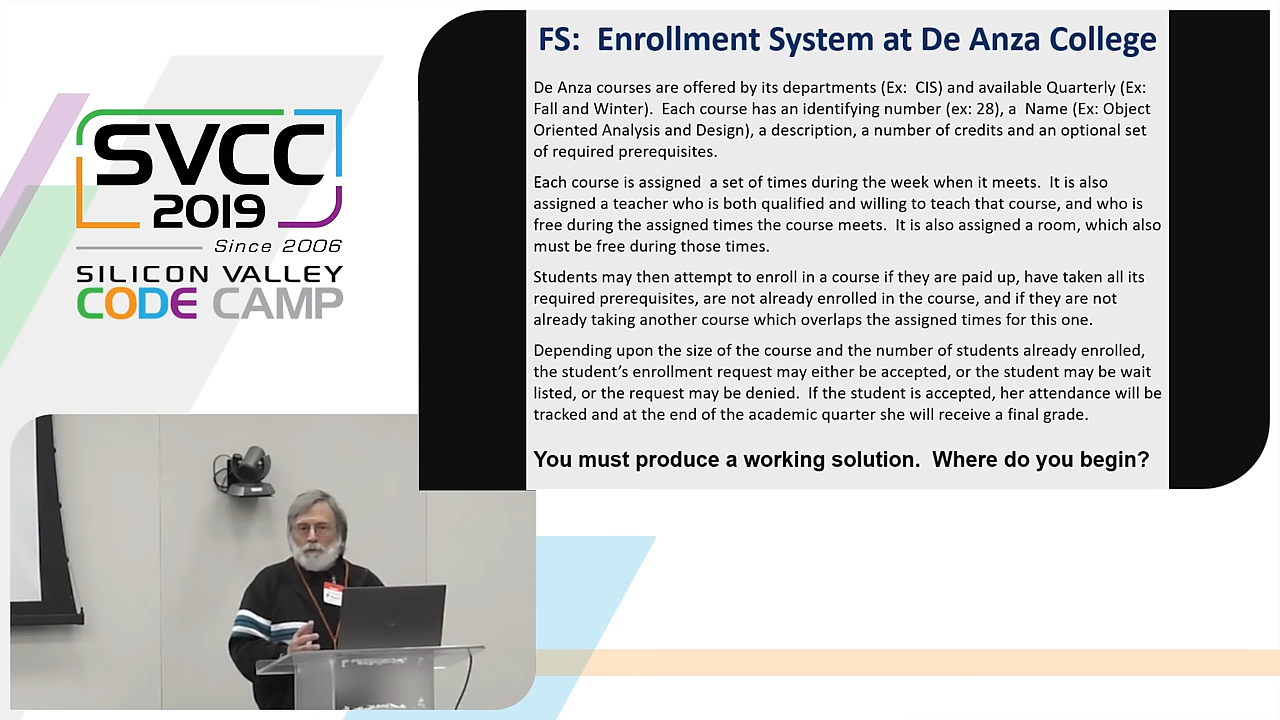 SVCC
2019
Since 2006
SILICON VALLEY
CODE CAMP
FS: Enrollment System at De Anza College
De Anza courses are offered by its departments (Ex: CIS) and available Quarterly (Ex:
Fall and Winter). Each course has an identifying number (ex: 28), a Name (Ex: Object
Oriented Analysis and Design), a description, a number of credits and an optional set
of required prerequisites.
Each course is assigned a set of times during the week when it meets. It is also
assigned a teacher who is both qualified and willing to teach that course, and who is
free during the assigned times the course meets. It is also assigned a room, which also
must be free during those times.
Students may then attempt to enroll in a course if they are paid up, have taken all its
required prerequisites, are not already enrolled in the course, and if they are not
already taking another course which overlaps the assigned times for this one.
Depending upon the size of the course and the number of students already enrolled,
the student's enrollment request may either be accepted, or the student may be wait
listed, or the request may be denied. If the student is accepted, her attendance will be
tracked and at the end of the academic quarter she will receive a final grade.
You must produce a working solution. Where do you begin?